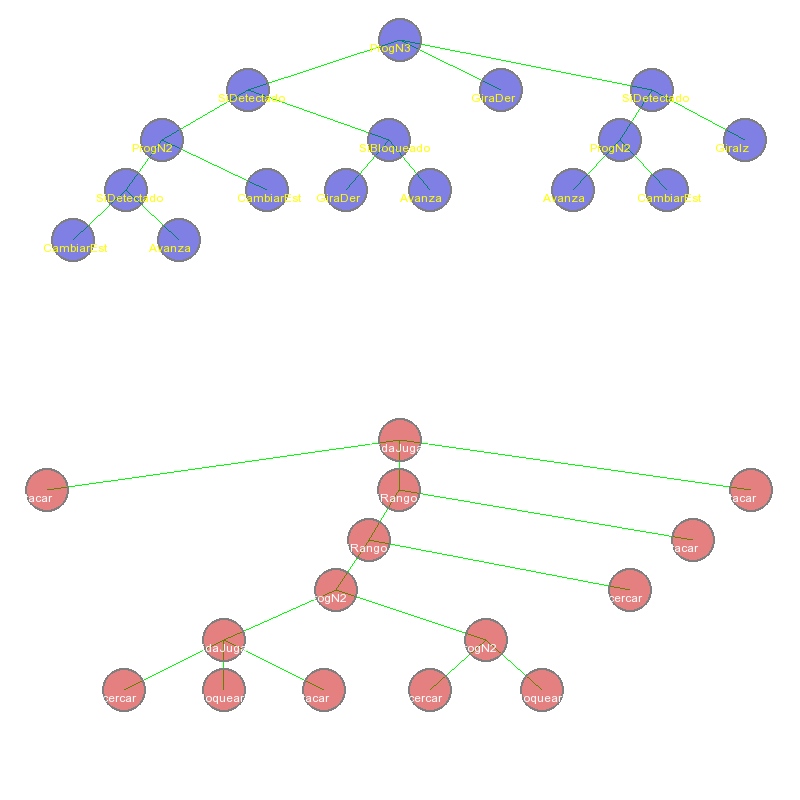 ProgN3
SiDetectado
GiraDer
SiDetectado
ProgN2
SiBloqueado
ProgN2
GiraIz
SiDetectado
CambiarEst
GiraDer
Avanza
Avanza
CambiarEst
CambiarEst
Avanza
idaJuga
tacar
Rango
tacar
Rango
tacar
rogN2
cercar
idaJuga
rogN2
cercar
loquear
tacar
cercar
loquear